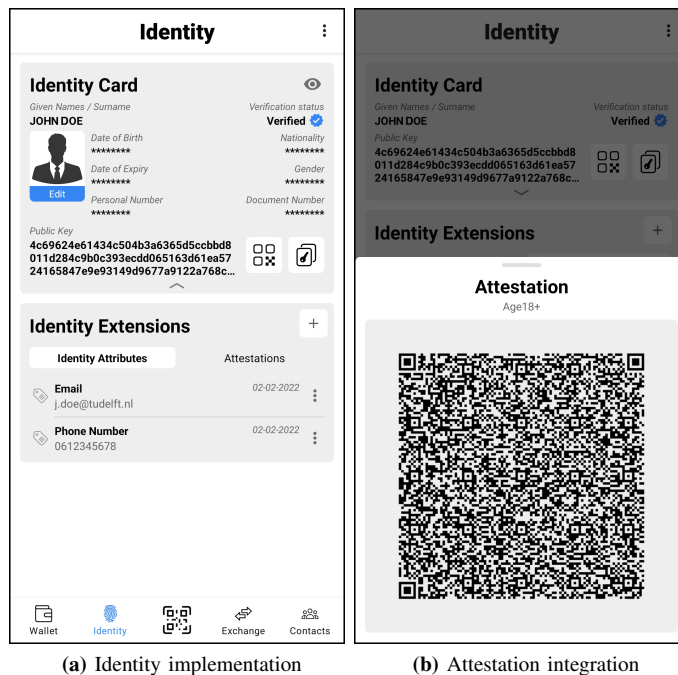 Identity
Identity Card
Given Names / Surname
Verification status
JOHN DOE
Verified
Date of Birth
Nationality
********
********
Date of Expiry
Gender
********
********
Edit
Personal Number
Document Number
********
********
Public Key
4c69624e61434c504b3a6365d5ccbbd8
011d284c9b0c393ecdd065163d61ea57
24165847e9e93149d9677a9122a768c...
Identity Extensions
+
Identity Attributes
Attestations
Email
02-02-2022
j.doe@tudelft.nl
Phone Number
02-02-2022
0612345678
Wallet
Identity
Exchange
Contacts
(a) Identity implementation
Identity
Identity Card
Given Names / Surname
Verification status
JOHN DOE
Verified
Public Key
4c69624e61434c504b3a6365d5ccbbd8
011d284c9b0c393ecdd065163d61ea57
24165847e9e93149d9677a9122a768c...
Identity Extensions
+
Attestation
Age18+
(b) Attestation integration